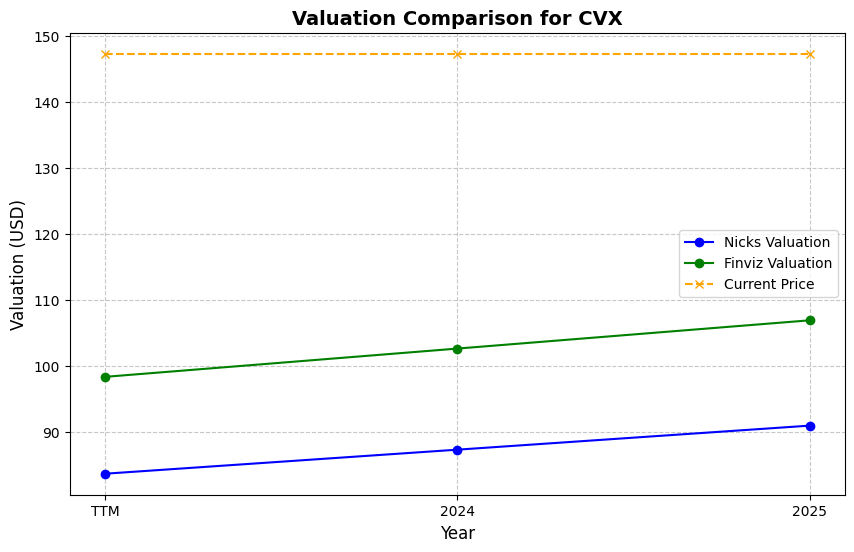 Valuation Comparison for CVX
Valuation (USD)
150
140
130
120
110
100
90
Nicks Valuation
Finviz Valuation
Current Price
TTM
2024
2025
Year